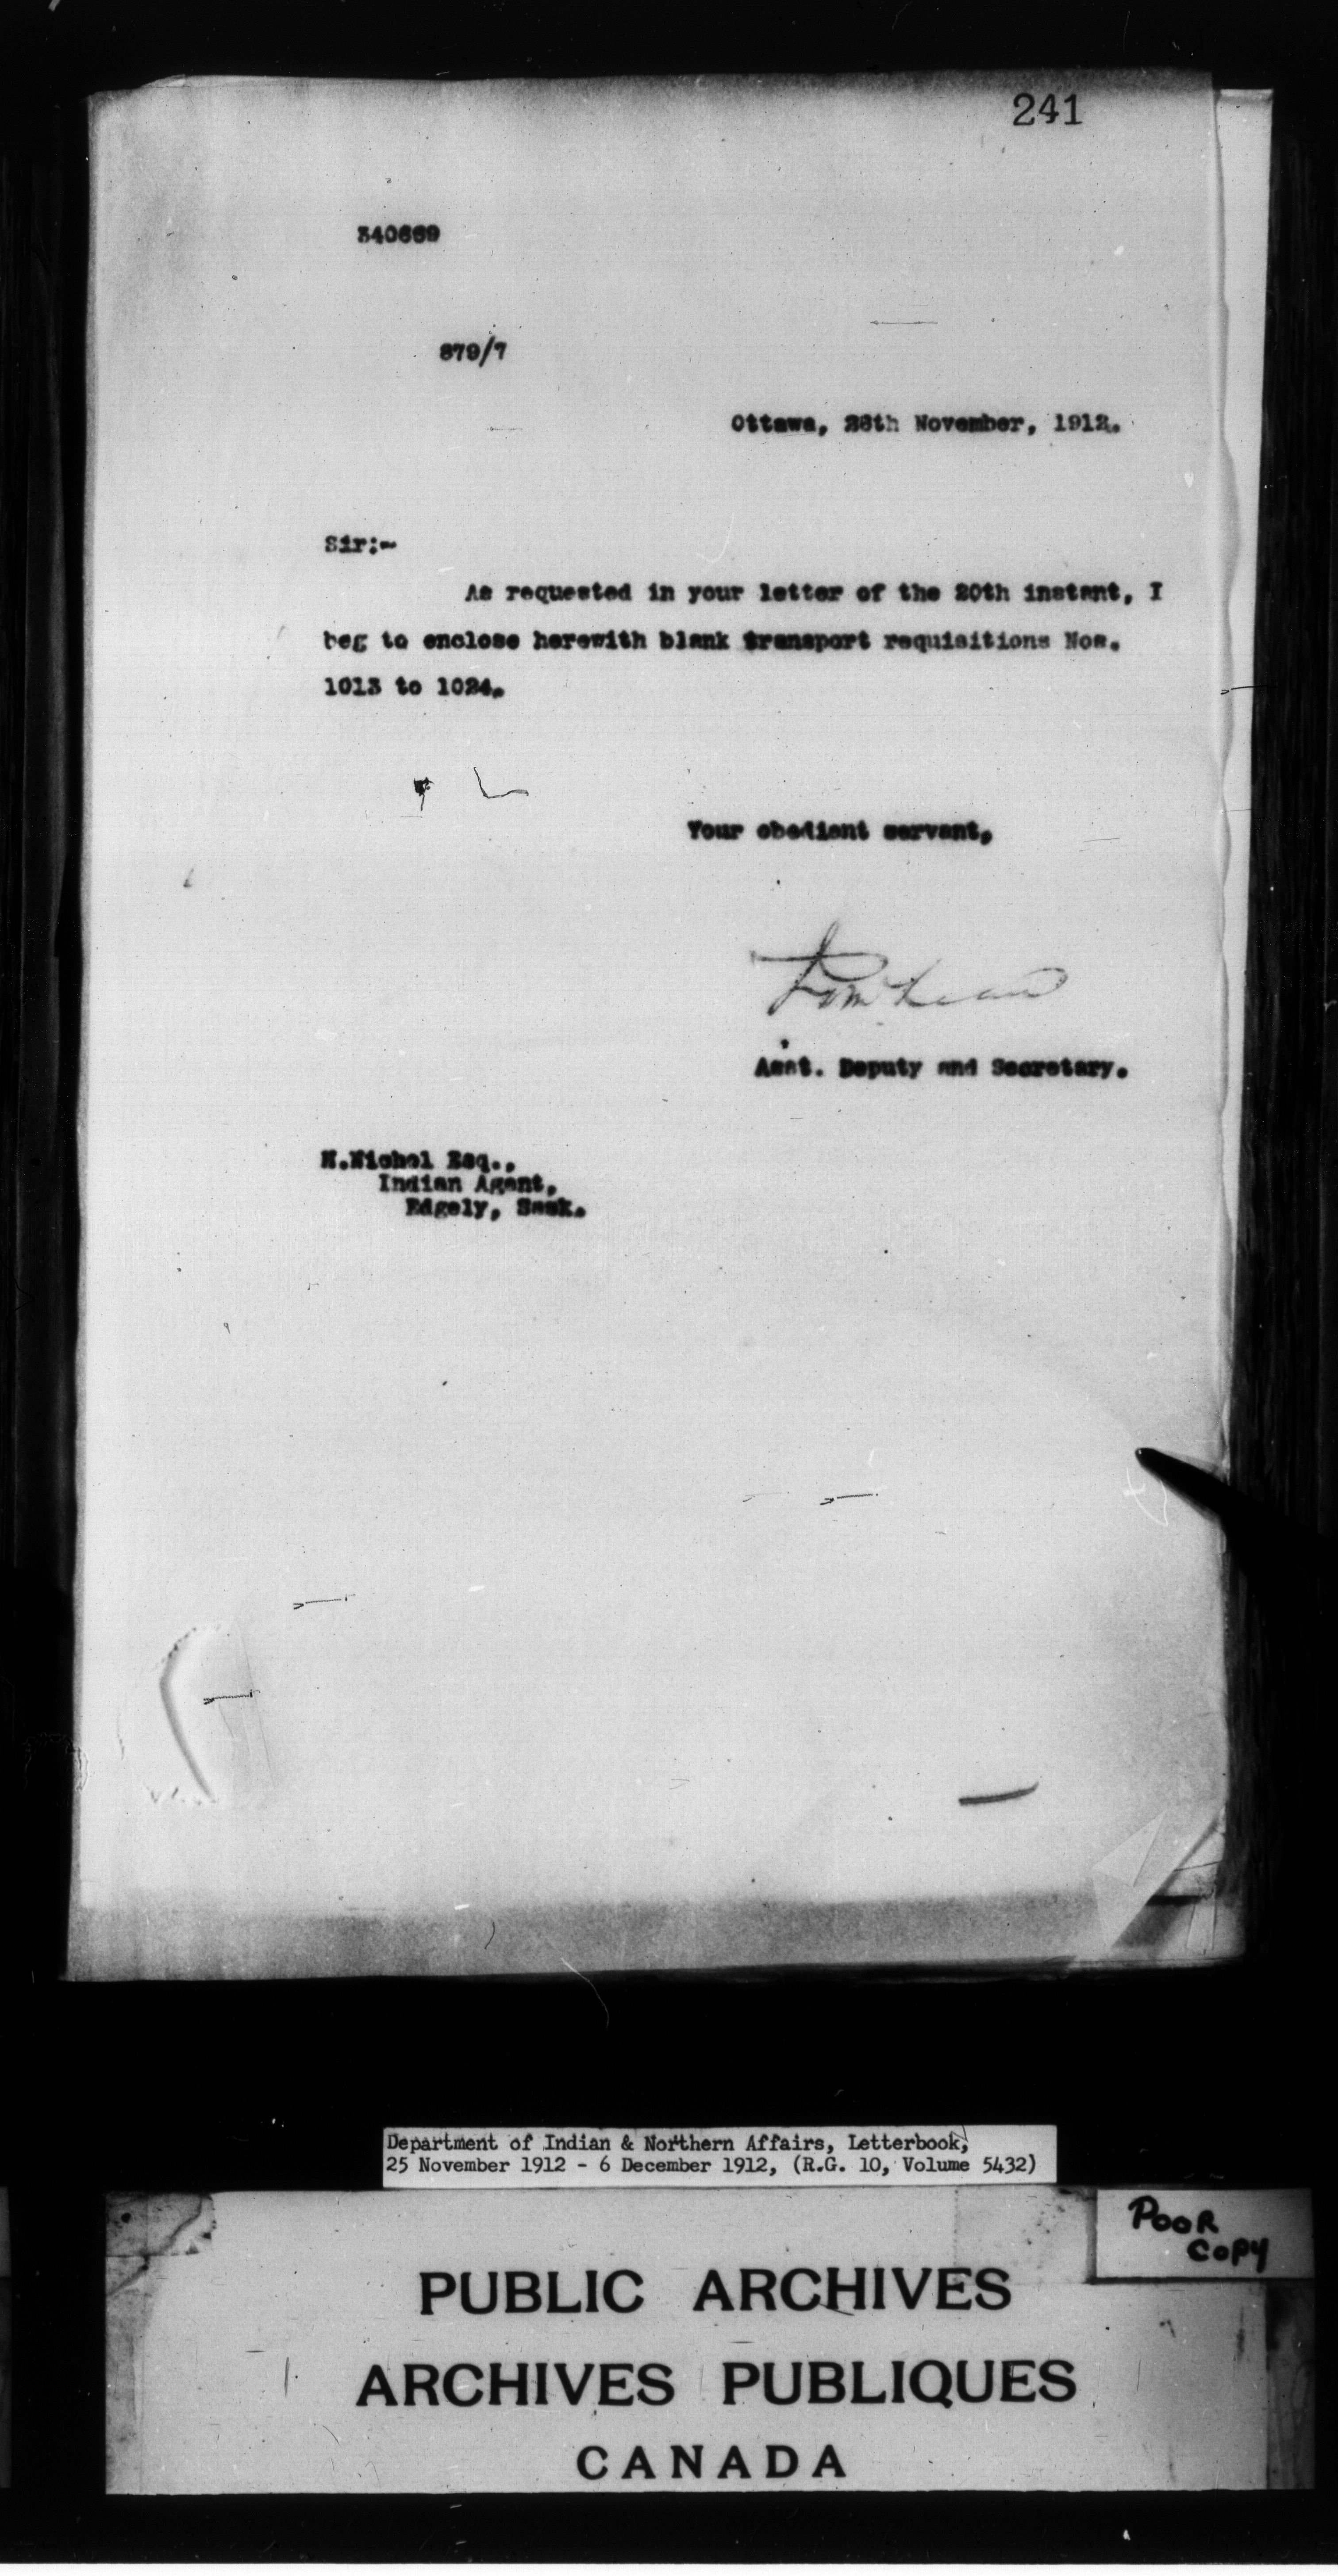 241
340669
879/7
Ottawa, 26th November, 1912.
Sir:-
As requested in your letter of the 20th instant, I
beg to enclose herewith blank transport requisitions Nos.
1013 to 1024.
Your obedient servant,
Asst. Deputy and Secretary.
H.Nichol Esq.,
Indian Agent,
Edgely, Sask.
Department of Indian & Northern Affairs, Letterbook,
25 November 1912 - 6 December 1912, (R.G. 10, Volume 5432)
POOR
COPY
PUBLIC ARCHIVES
ARCHIVES PUBLIQUES
CANADA